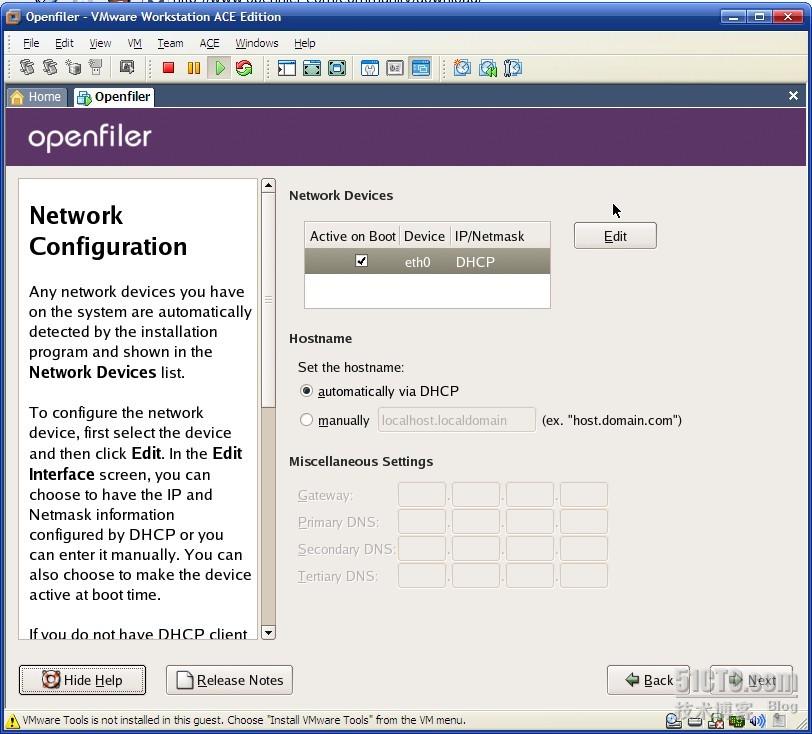 Openfiler - VMware Workstation ACE Edition
File Edit View VM Team ACE Windows Help
Home Openfiler
openfiler
Network
Configuration
Any network devices you have
on the system are automatically
detected by the installation
program and shown in the
Network Devices list.
To configure the network
device, first select the device
and then click Edit. In the Edit
Interface screen, you can
choose to have the IP and
Netmask information
configured by DHCP or you
can enter it manually. You can
also choose to make the device
active at boot time.
If you do not have DHCP client
Network Devices
Active on Boot Device IP/Netmask
eth0 DHCP
Edit
Hostname
Set the hostname:
automatically via DHCP
manually localhost.localdomain (ex. "host.domain.com")
Miscellaneous Settings
Gateway:
Primary DNS:
Secondary DNS:
Tertiary DNS:
Hide Help Release Notes Back Next
51CTO.com
技术博客 Blog
VMware Tools is not installed in this guest. Choose "Install VMware Tools" from the VM menu.